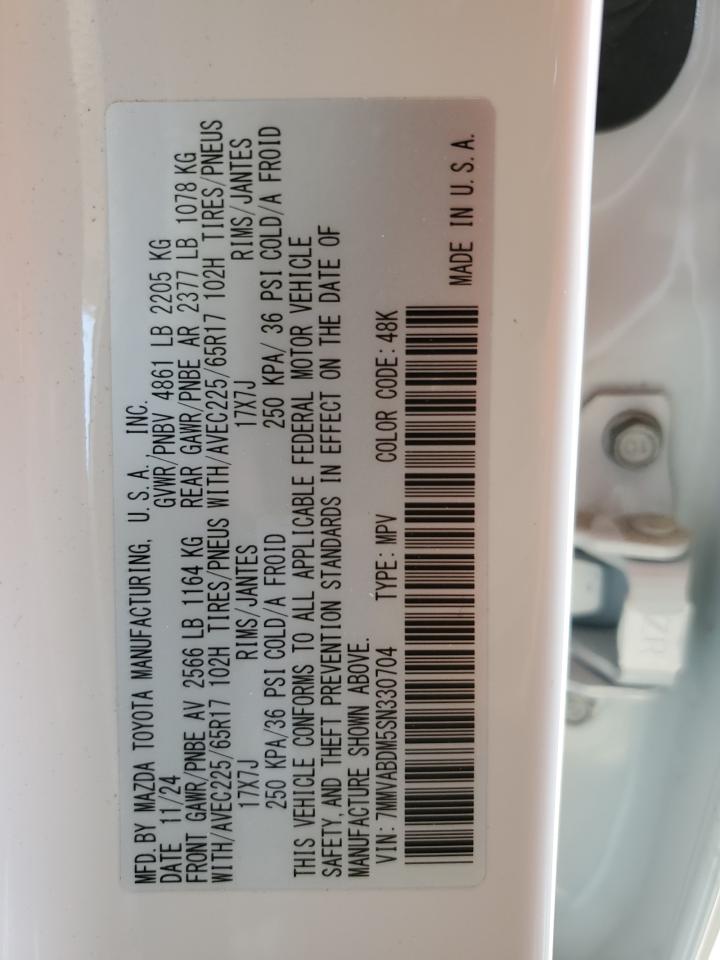 MFD. BY MAZDA TOYOTA MANUFACTURING, U.S.A., INC.
DATE 11/24 GVWR/PNBV 4861 LB 2205 KG
FRONT GAWR/PNBE AV 2566 LB 1164 KG REAR GAWR/PNBE AR 2377 LB 1078 KG
WITH/AVEC225/65R17 102H TIRES/PNEUS WITH/AVEC225/65R17 102H TIRES/PNEUS
17X7J RIMS/JANTES 17X7J RIMS/JANTES
250 KPA/36 PSI COLD/A FROID 250 KPA/ 36 PSI COLD/A FROID
THIS VEHICLE CONFORMS TO ALL APPLICABLE FEDERAL MOTOR VEHICLE
SAFETY, AND THEFT PREVENTION STANDARDS IN EFFECT ON THE DATE OF
MANUFACTURE SHOWN ABOVE.
VIN: 7MMVABDM5SN330704 TYPE: MPV COLOR CODE: 48K
MADE IN U.S.A.
ZR